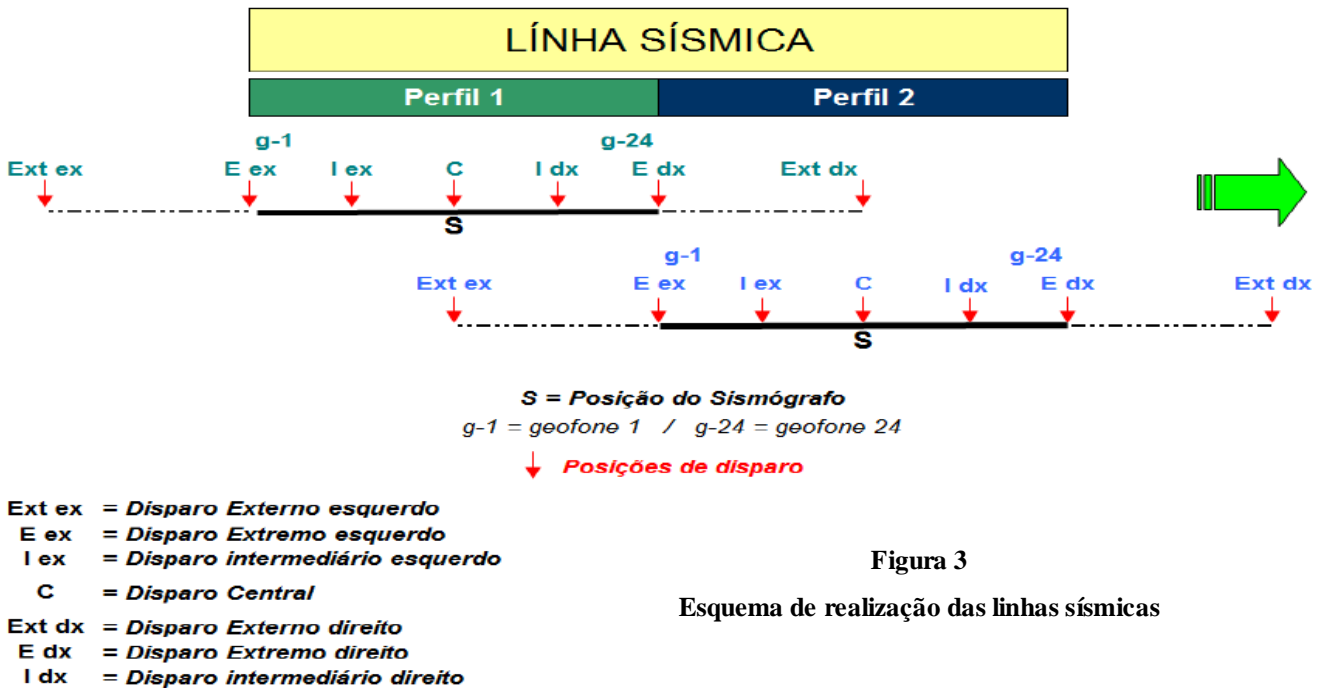 LÍNHA SÍSMICA
Perfil 1 Perfil 2
g-1 g-24
Ext ex E ex I ex C I dx E dx Ext dx
S
g-1 g-24
Ext ex E ex I ex C I dx E dx Ext dx
S
S = Posição do Sismógrafo
g-1 = geofone 1 / g-24 = geofone 24
Posições de disparo
Ext ex = Disparo Externo esquerdo
E ex = Disparo Extremo esquerdo
I ex = Disparo intermediário esquerdo
C = Disparo Central
Ext dx = Disparo Externo direito
E dx = Disparo Extremo direito
I dx = Disparo intermediário direito
Figura 3
Esquema de realização das linhas sísmicas